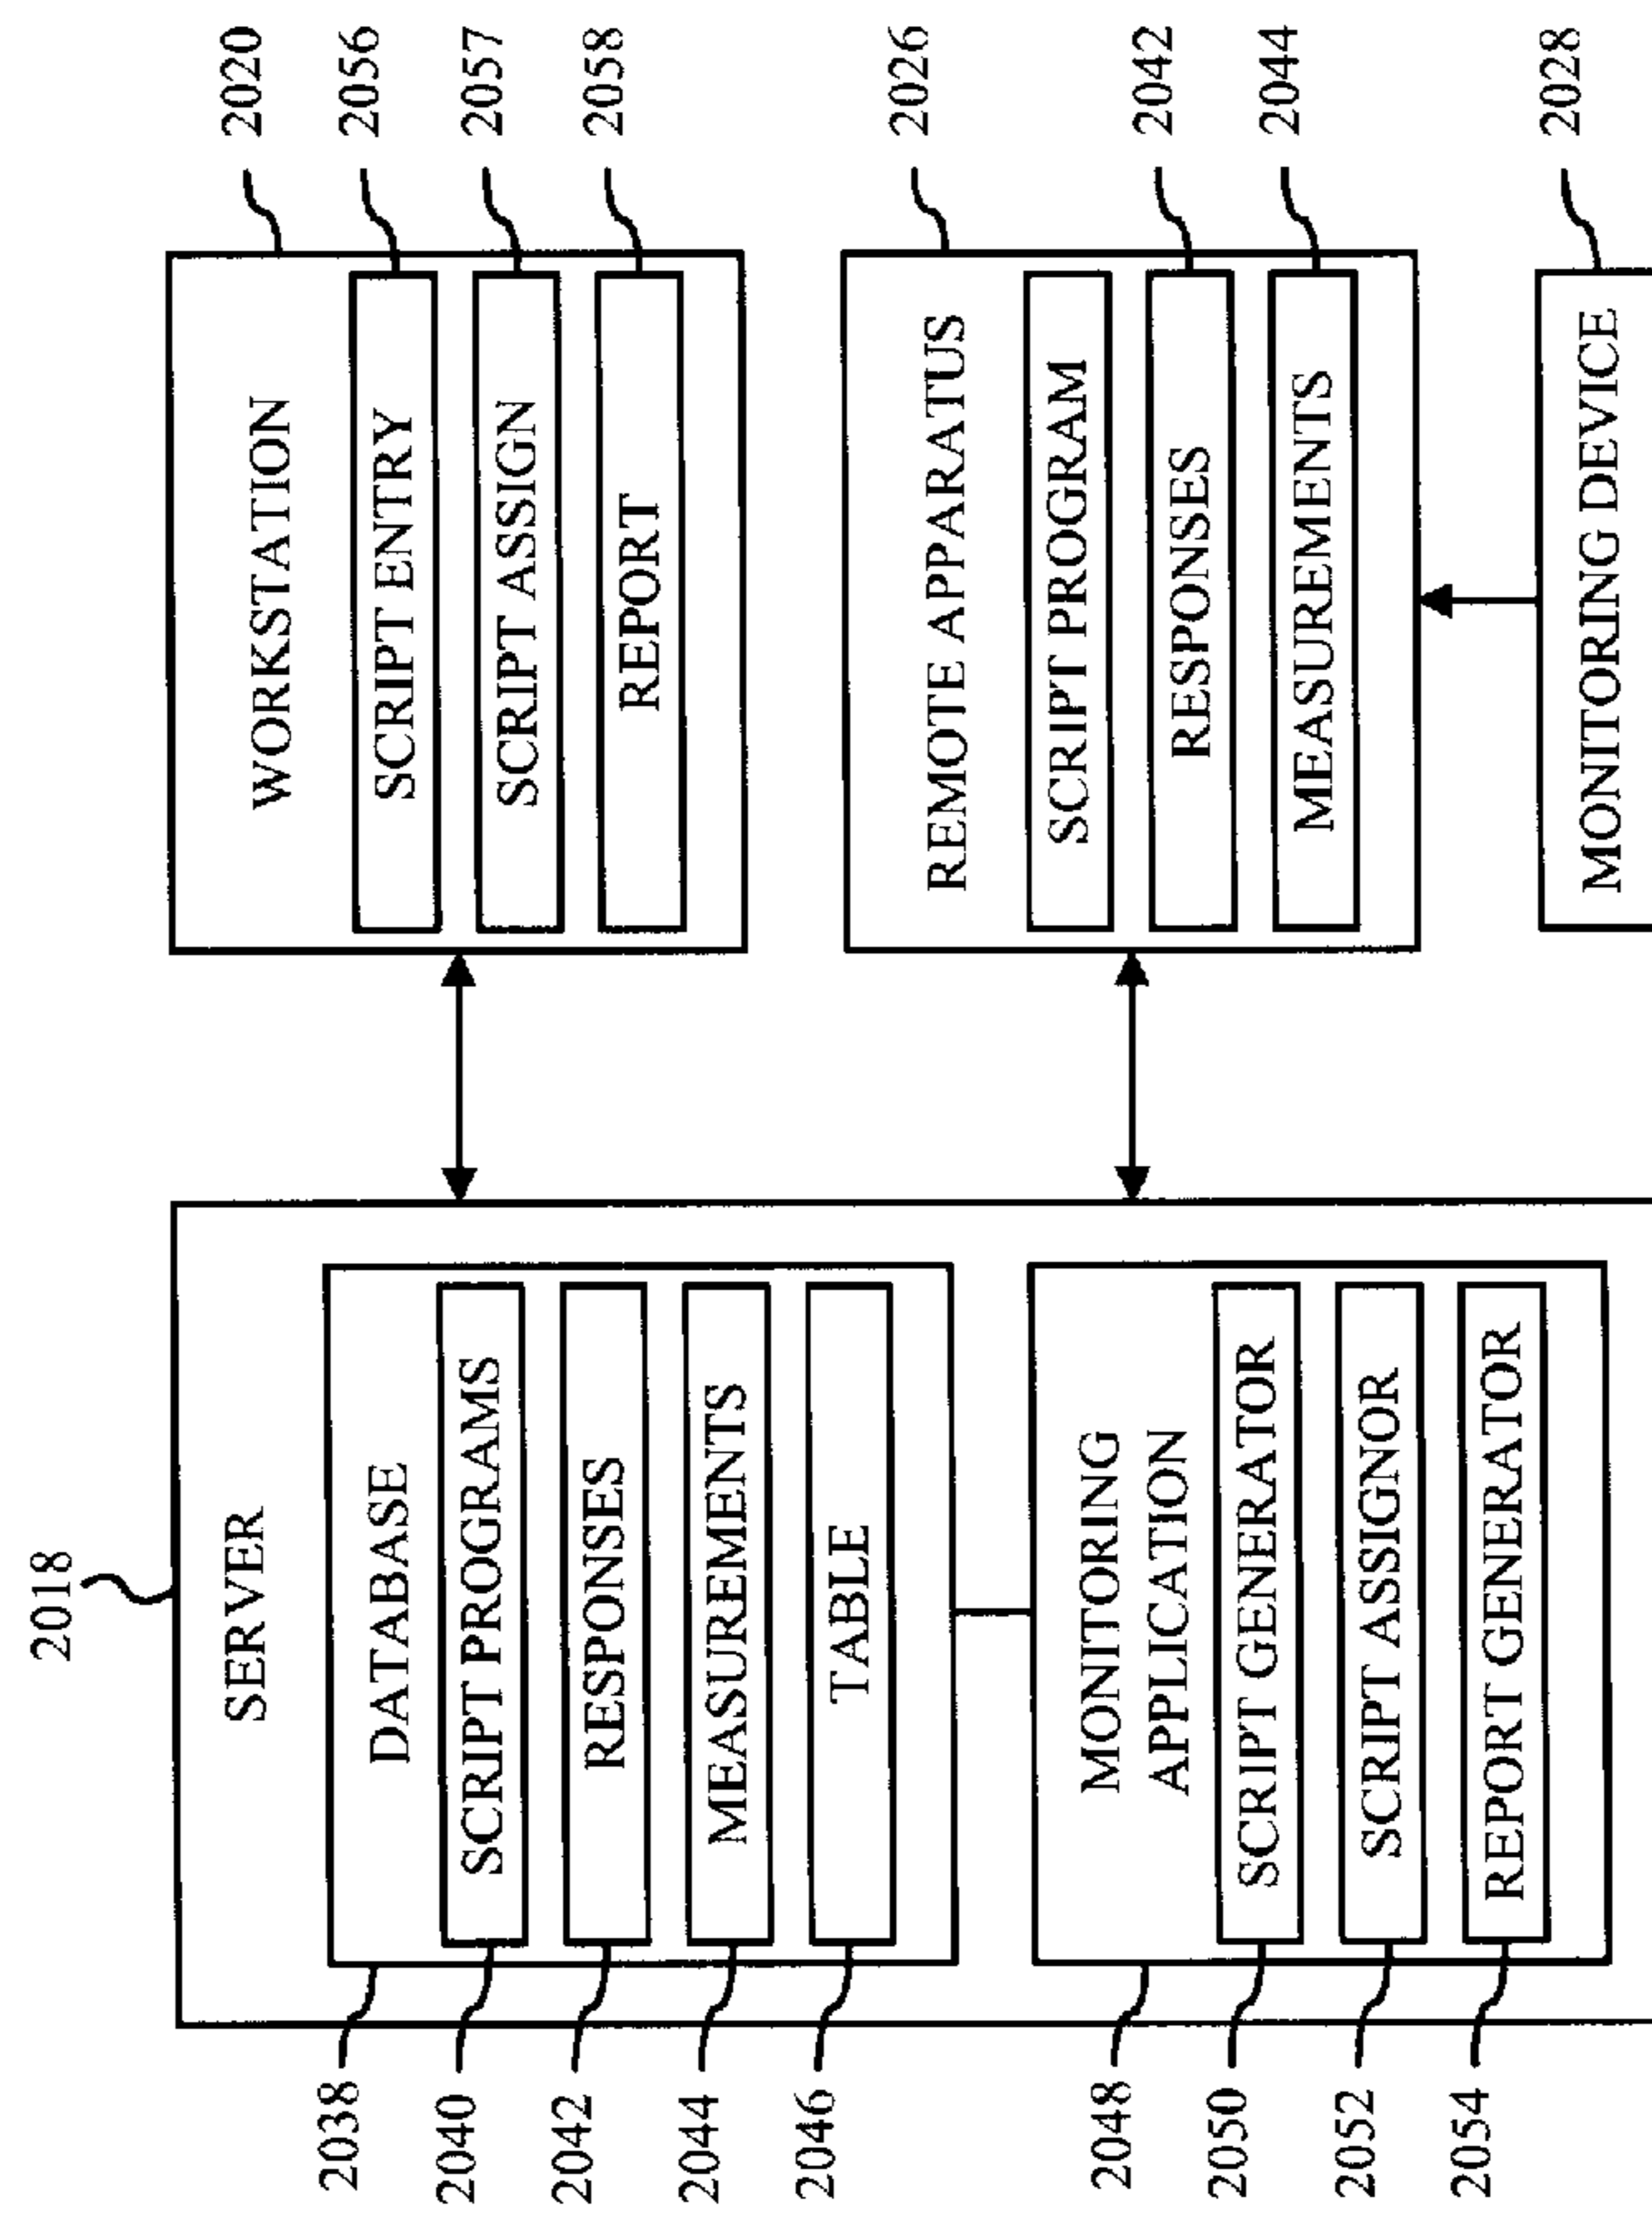 2018
SERVER
2038
DATABASE
2040
SCRIPT PROGRAMS
2042
RESPONSES
2044
MEASUREMENTS
2046
TABLE
2048
MONITORING
APPLICATION
2050
SCRIPT GENERATOR
2052
SCRIPT ASSIGNOR
2054
REPORT GENERATOR
WORKSTATION
2020
SCRIPT ENTRY
2056
SCRIPT ASSIGN
2057
REPORT
2058
REMOTE APPARATUS
2026
SCRIPT PROGRAM
RESPONSES
2042
MEASUREMENTS
2044
MONITORING DEVICE
2028